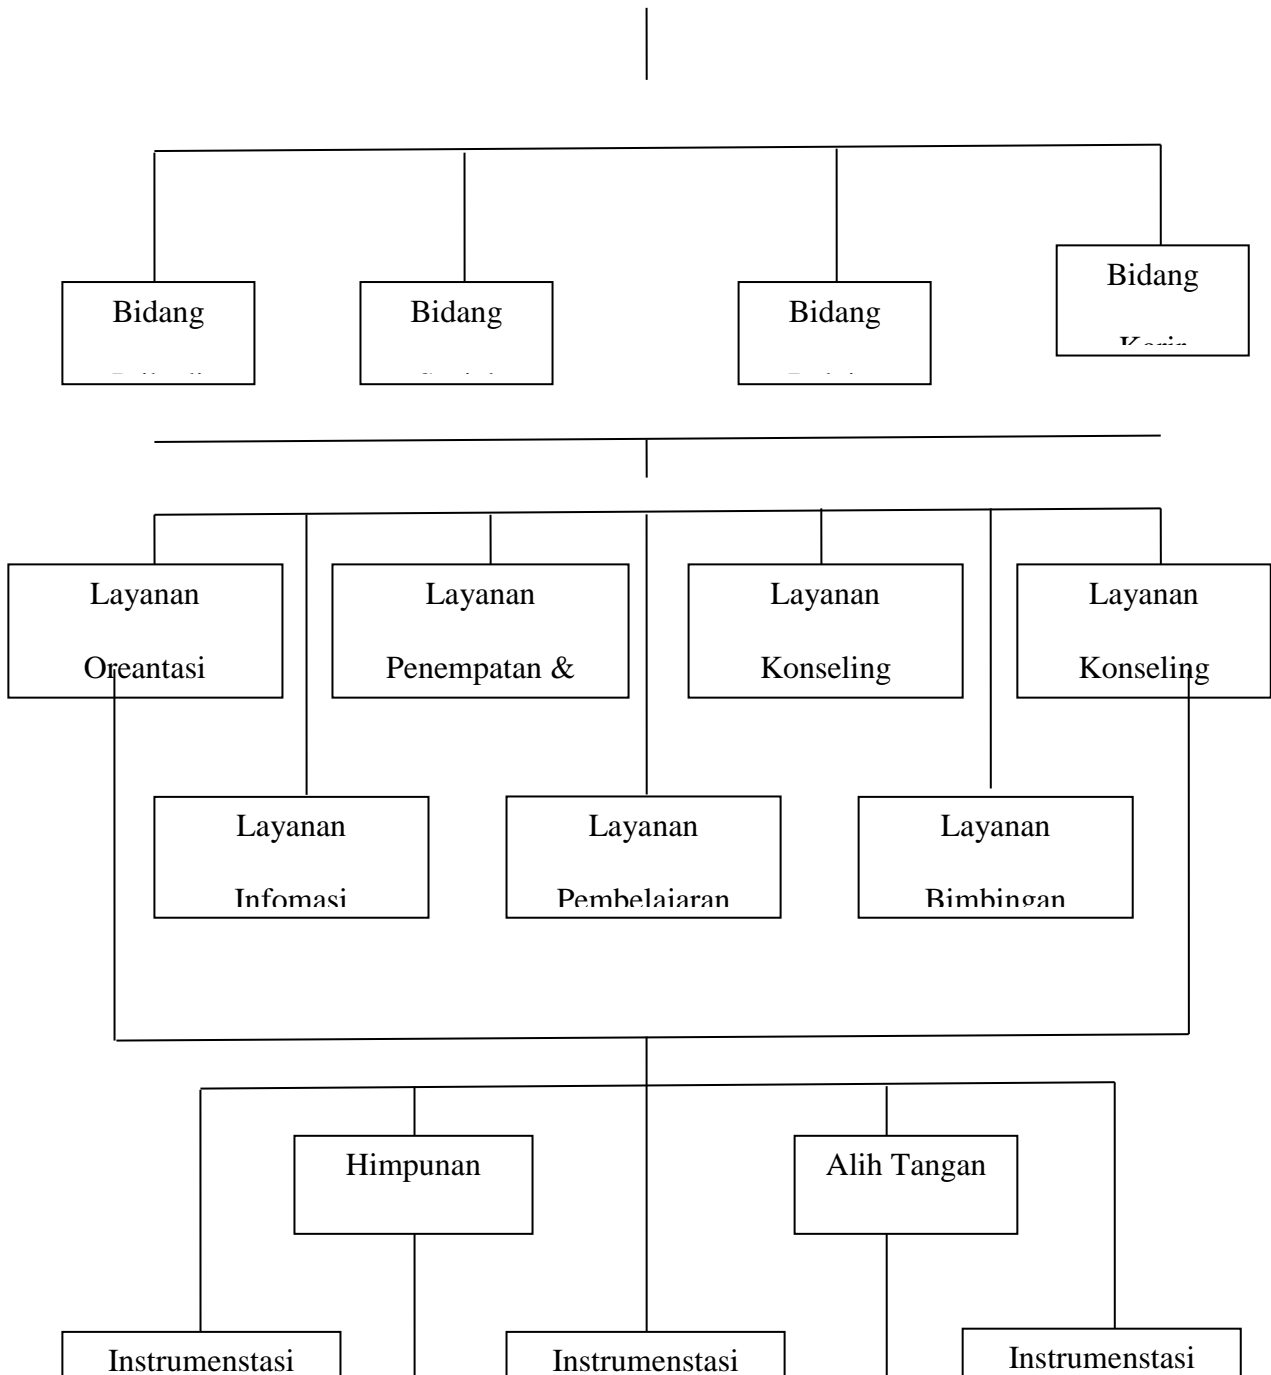 Bidang
Bidang
Bidang
Bidang
Karir
Layanan
Oreantasi
Layanan
Penempatan &
Layanan
Konseling
Layanan
Konseling
Layanan
Infomasi
Layanan
Pembelajaran
Layanan
Bimbingan
Himpunan
Alih Tangan
Instrumenstasi
Instrumenstasi
Instrumenstasi